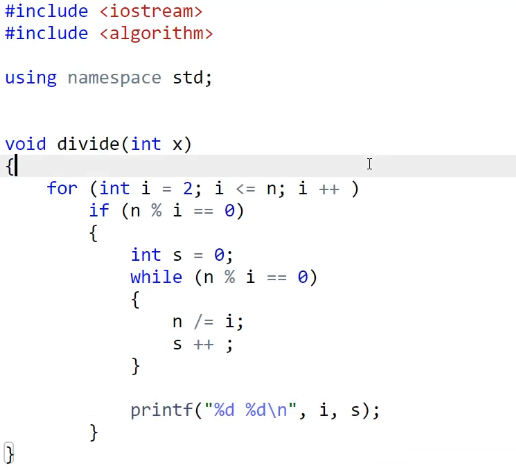 #include <iostream>
#include <algorithm>
using namespace std;
void divide(int x)
{
    for (int i = 2; i <= n; i ++ )
        if (n % i == 0)
        {
            int s = 0;
            while (n % i == 0)
            {
                n /= i;
                s ++ ;
            }
            printf("%d %d\n", i, s);
        }
}